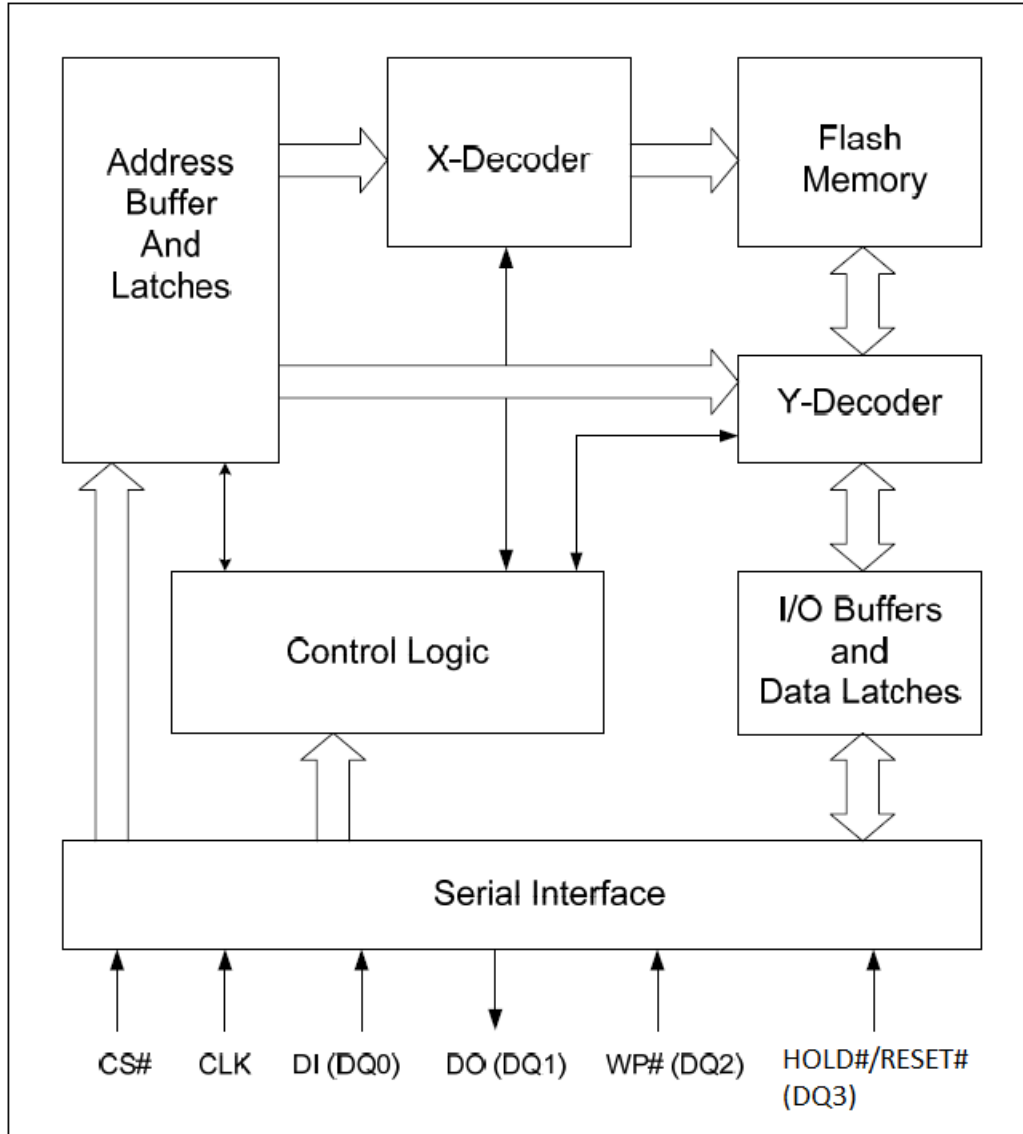 Address
Buffer
And
Latches
X-Decoder
Flash
Memory
Y-Decoder
Control Logic
I/O Buffers
and
Data Latches
Serial Interface
CS#
CLK
DI (DQ0)
DO (DQ1)
WP# (DQ2)
HOLD#/RESET#
(DQ3)